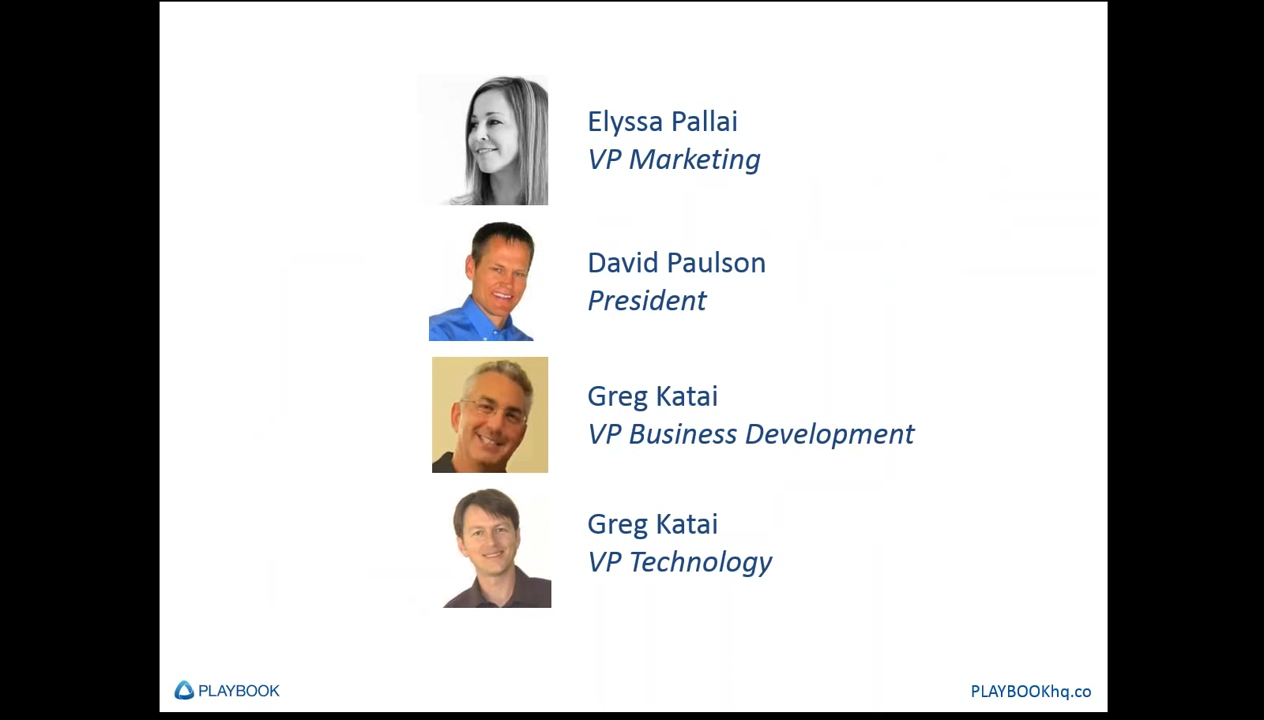 Elyssa Pallai
VP Marketing
David Paulson
President
Greg Katai
VP Business Development
Greg Katai
VP Technology
PLAYBOOK
PLAYBOOKhq.co